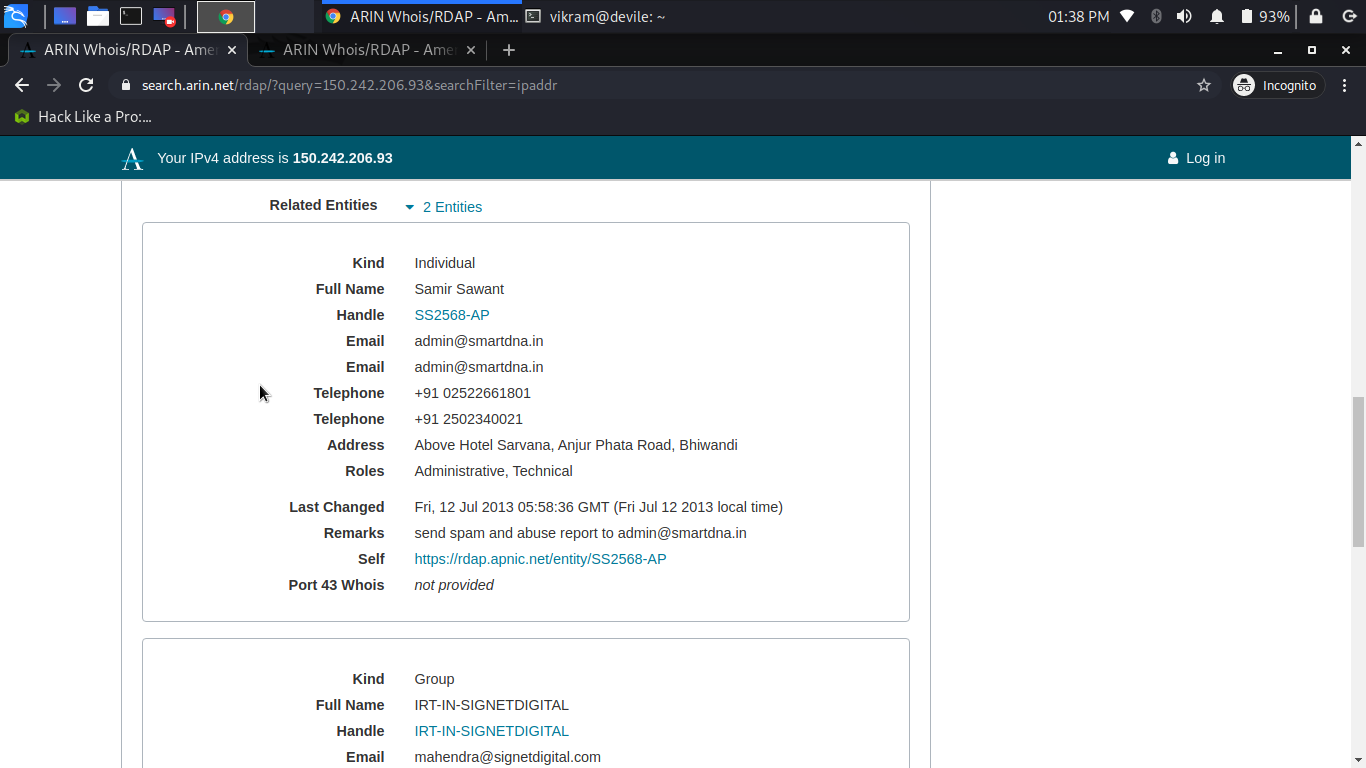 ARIN Whois/RDAP - Am...
vikram@devile: ~
01:38 PM
93%
ARIN Whois/RDAP - Ame
ARIN Whois/RDAP - Ame
search.arin.net/rdap/?query=150.242.206.93&searchFilter=ipaddr
Incognito
Hack Like a Pro:...
Your IPv4 address is 150.242.206.93
Log in
Related Entities 2 Entities
Kind Individual
Full Name Samir Sawant
Handle SS2568-AP
Email admin@smartdna.in
Email admin@smartdna.in
Telephone +91 02522661801
Telephone +91 2502340021
Address Above Hotel Sarvana, Anjur Phata Road, Bhiwandi
Roles Administrative, Technical
Last Changed Fri, 12 Jul 2013 05:58:36 GMT (Fri Jul 12 2013 local time)
Remarks send spam and abuse report to admin@smartdna.in
Self https://rdap.apnic.net/entity/SS2568-AP
Port 43 Whois not provided
Kind Group
Full Name IRT-IN-SIGNETDIGITAL
Handle IRT-IN-SIGNETDIGITAL
Email mahendra@signetdigital.com